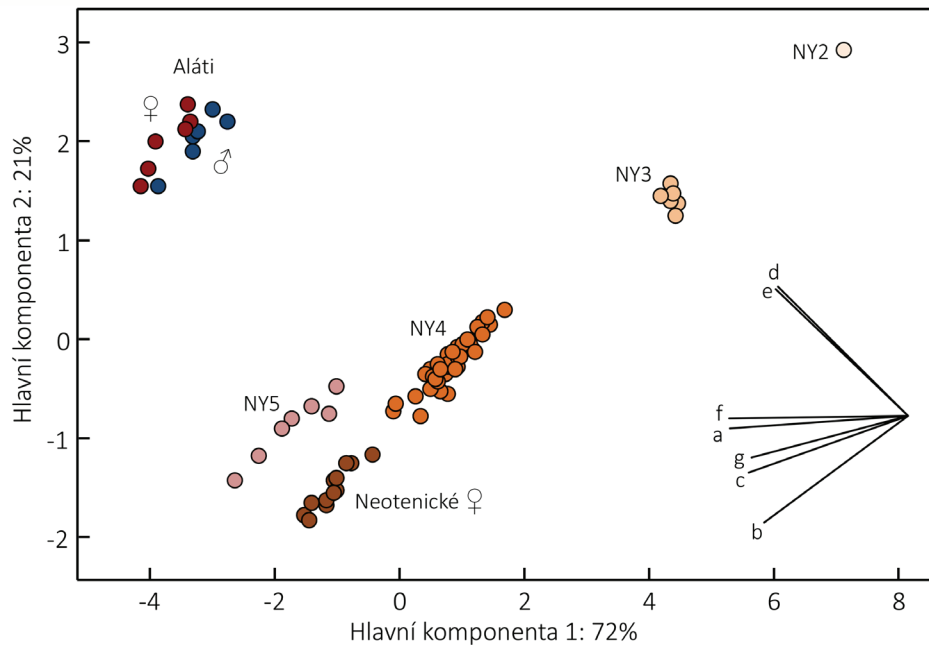 Aláti
♀
♂
NY2
NY3
NY4
NY5
Neotenické ♀
d
e
f
a
g
c
b
3
2
1
0
-1
-2
Hlavní komponenta 2: 21%
-4
-2
0
2
4
6
8
Hlavní komponenta 1: 72%